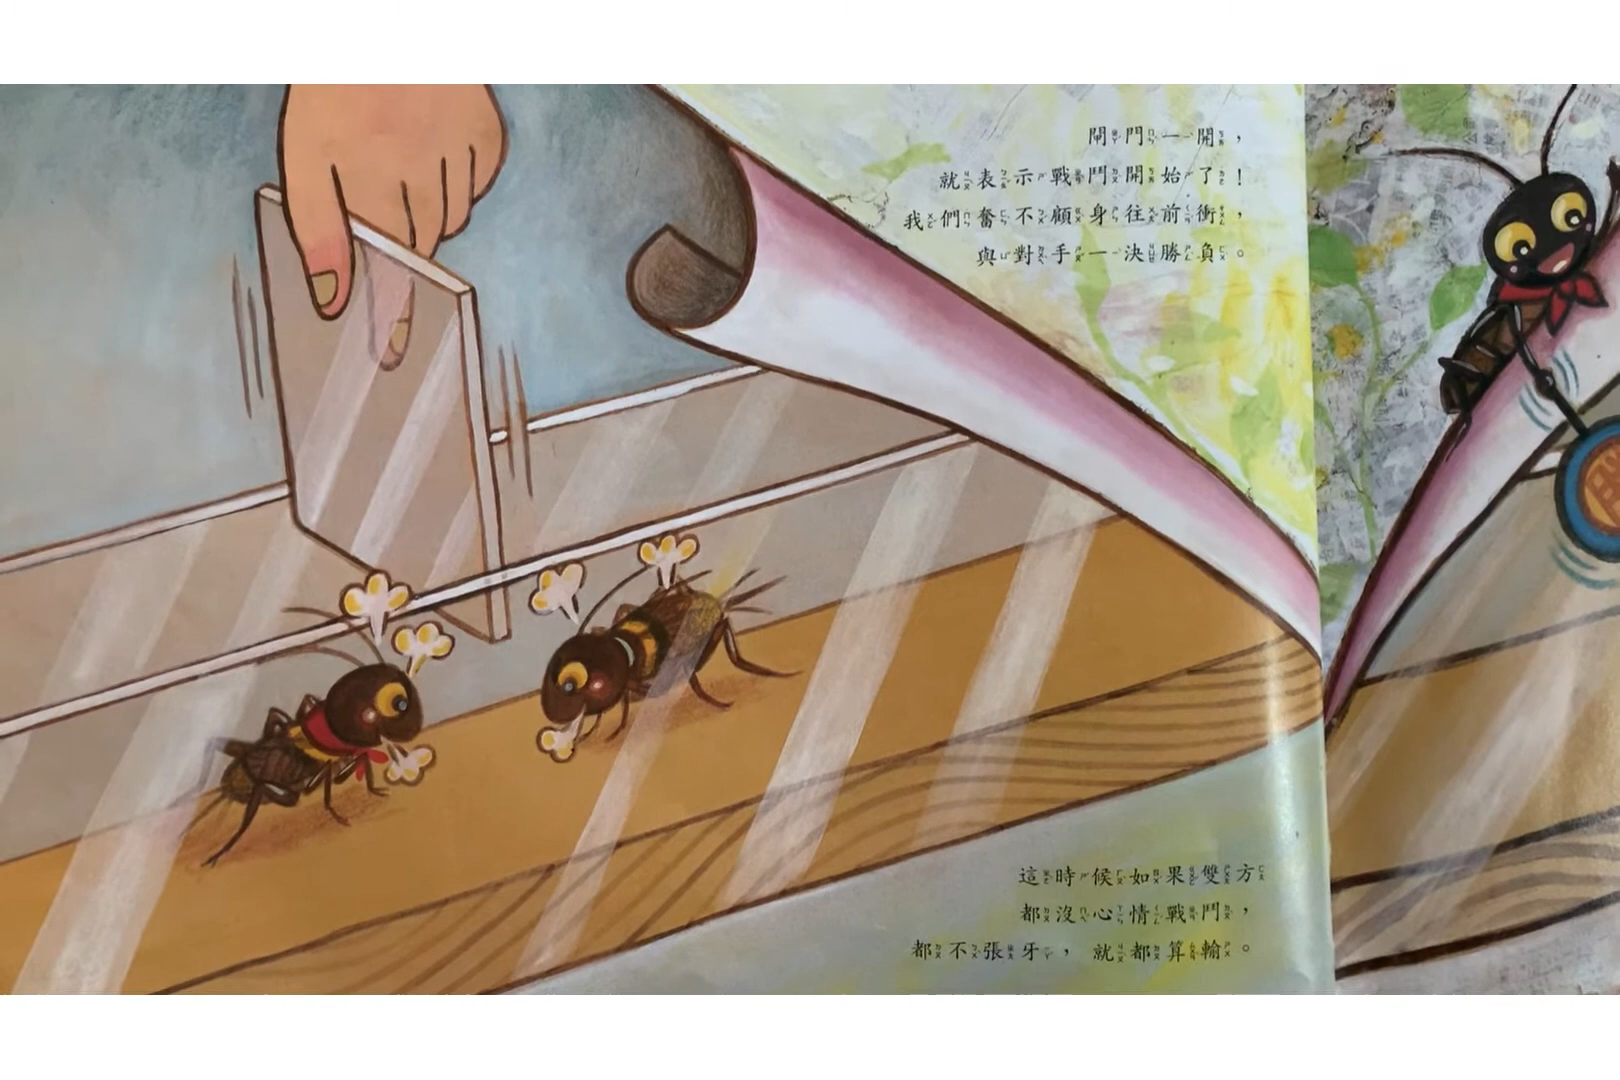 閘門一開，
就表示戰鬥開始了！
我們奮不顧身往前衝，
與對手一決勝負。
這時候如果雙方
都沒心情戰鬥，
都不張牙，就都算輸。